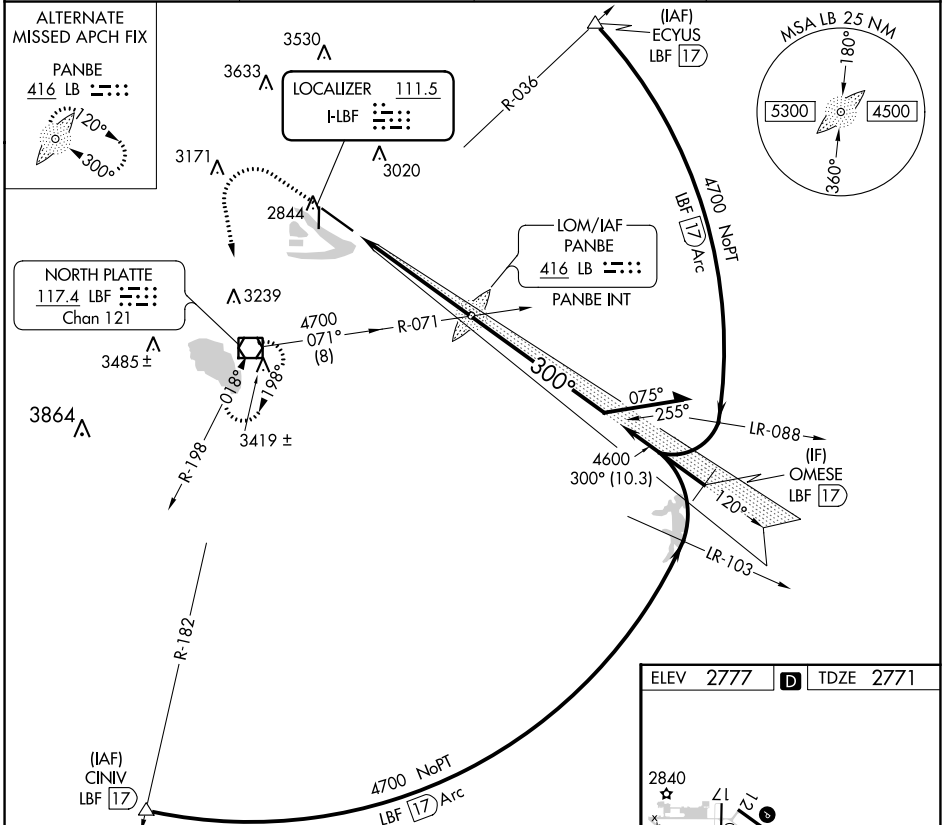 ALTERNATE
MISSED APCH FIX
PANBE
416 LB
120°
300°
3530
3633
LOCALIZER 111.5
I-LBF
3020
3171
2844
(IAF)
ECYUS
LBF 17
R-036
MSA LB 25 NM
180°
5300
4500
360°
4700 NoPT
LBF 17 Arc
LOM/IAF
PANBE
416 LB
PANBE INT
NORTH PLATTE
117.4 LBF
Chan 121
3239
4700
071°
(8)
R-071
3485 ±
018°
198°
3864
3419 ±
R-198
300°
075°
255°
LR-088
4600
300° (10.3)
(IF)
OMESE
LBF 17
120°
LR-103
R-182
(IAF)
CINIV
LBF 17
4700 NoPT
LBF 17 Arc
ELEV 2777 D TDZE 2771
2840
17
12
P
x